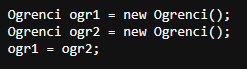 Ogrenci ogr1 = new Ogrenci();
Ogrenci ogr2 = new Ogrenci();
ogr1 = ogr2;